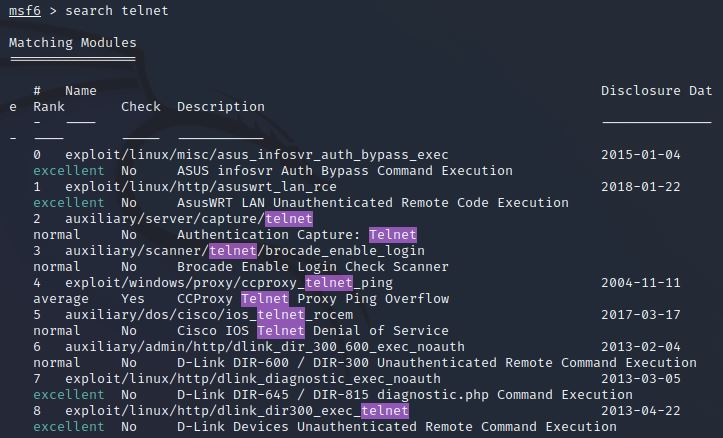 msf6 > search telnet
Matching Modules
================
# Name Disclosure Dat
e Rank Check Description
- ---- --------------
- ---- ----- -----------
0 exploit/linux/misc/asus_infosvr_auth_bypass_exec 2015-01-04
excellent No ASUS infosvr Auth Bypass Command Execution
1 exploit/linux/http/asuswrt_lan_rce 2018-01-22
excellent No AsusWRT LAN Unauthenticated Remote Code Execution
2 auxiliary/server/capture/telnet
normal No Authentication Capture: Telnet
3 auxiliary/scanner/telnet/brocade_enable_login
normal No Brocade Enable Login Check Scanner
4 exploit/windows/proxy/ccproxy_telnet_ping 2004-11-11
average Yes CCProxy Telnet Proxy Ping Overflow
5 auxiliary/dos/cisco/ios_telnet_rocem 2017-03-17
normal No Cisco IOS Telnet Denial of Service
6 auxiliary/admin/http/dlink_dir_300_600_exec_noauth 2013-02-04
normal No D-Link DIR-600 / DIR-300 Unauthenticated Remote Command Execution
7 exploit/linux/http/dlink_diagnostic_exec_noauth 2013-03-05
excellent No D-Link DIR-645 / DIR-815 diagnostic.php Command Execution
8 exploit/linux/http/dlink_dir300_exec_telnet 2013-04-22
excellent No D-Link Devices Unauthenticated Remote Command Execution